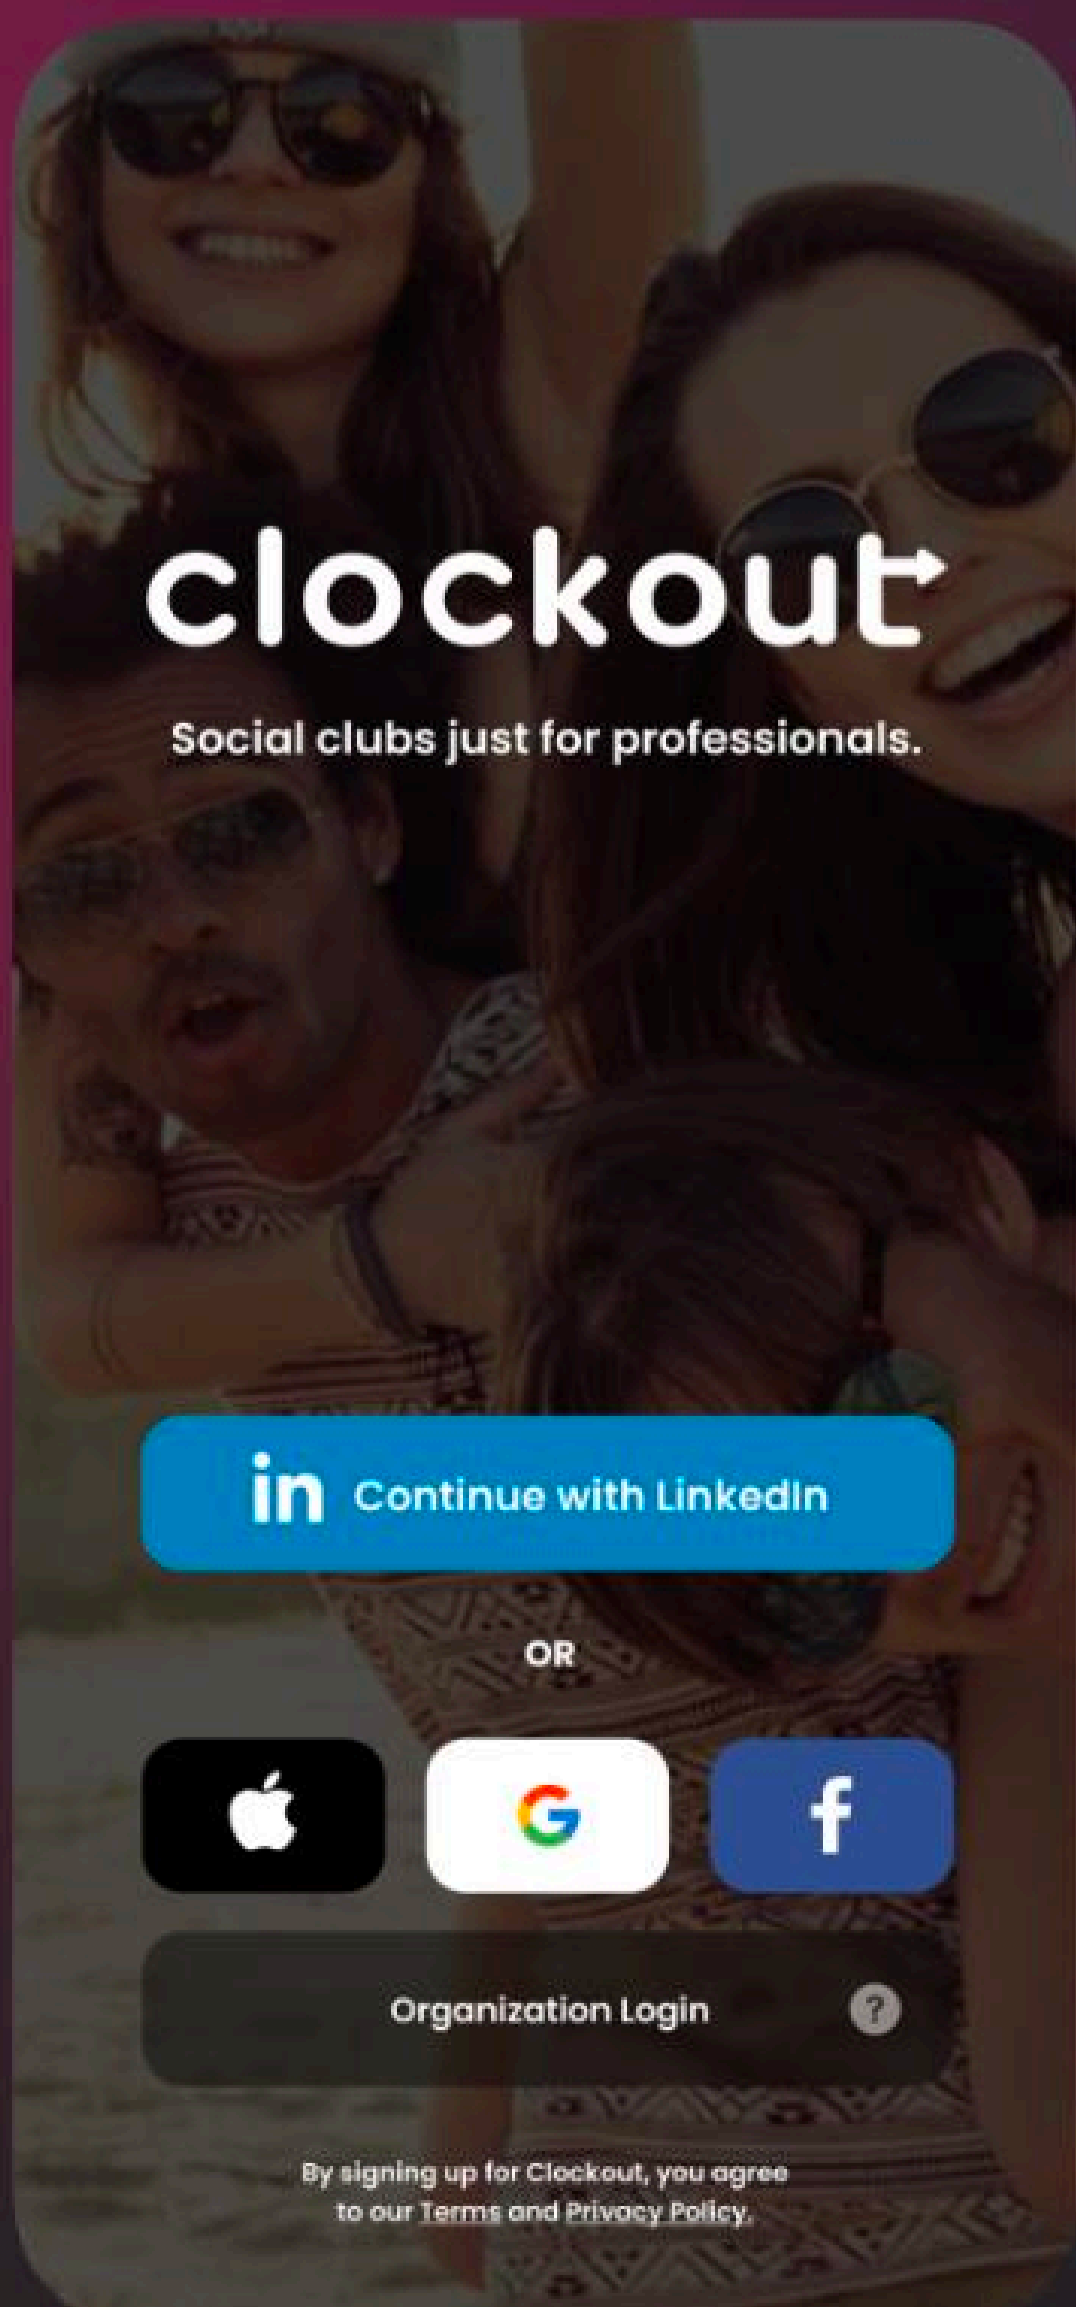 clockout
Social clubs just for professionals.
in Continue with LinkedIn
OR
G f
Organization Login ?
By signing up for Clockout, you agree
to our Terms and Privacy Policy.